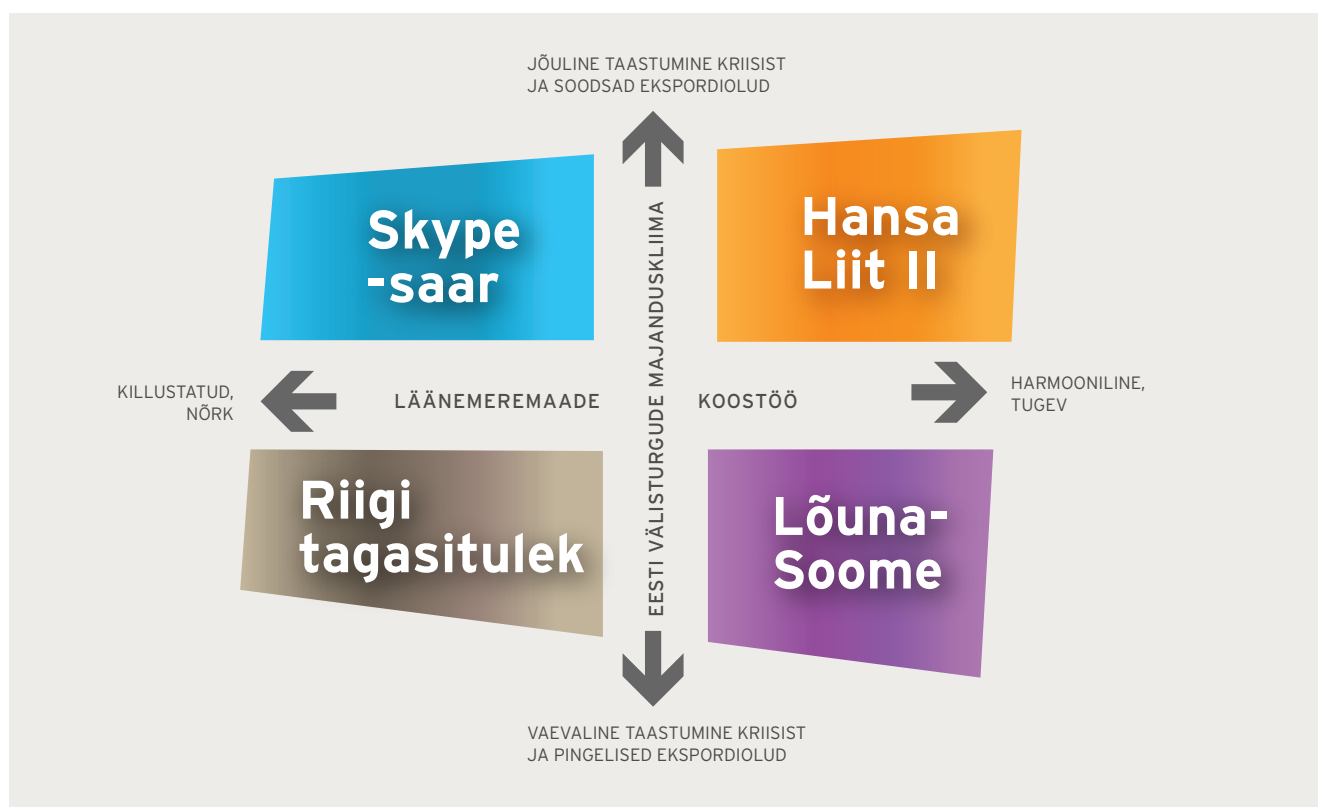 JÕULINE TAASTUMINE KRIISIST
JA SOODSAD EKSPORDIOLUD
Skype
-saar
Hansa
Liit II
EESTI VÄLISTURGUDE MAJANDUSKLIIMA
KILLUSTATUD,
NÕRK
LÄÄNEMEREMAADE KOOSTÖÖ
HARMOONILINE,
TUGEV
Riigi
tagasitulek
Lõuna-
Soome
VAEVALINE TAASTUMINE KRIISIST
JA PINGELISED EKSPORDIOLUD